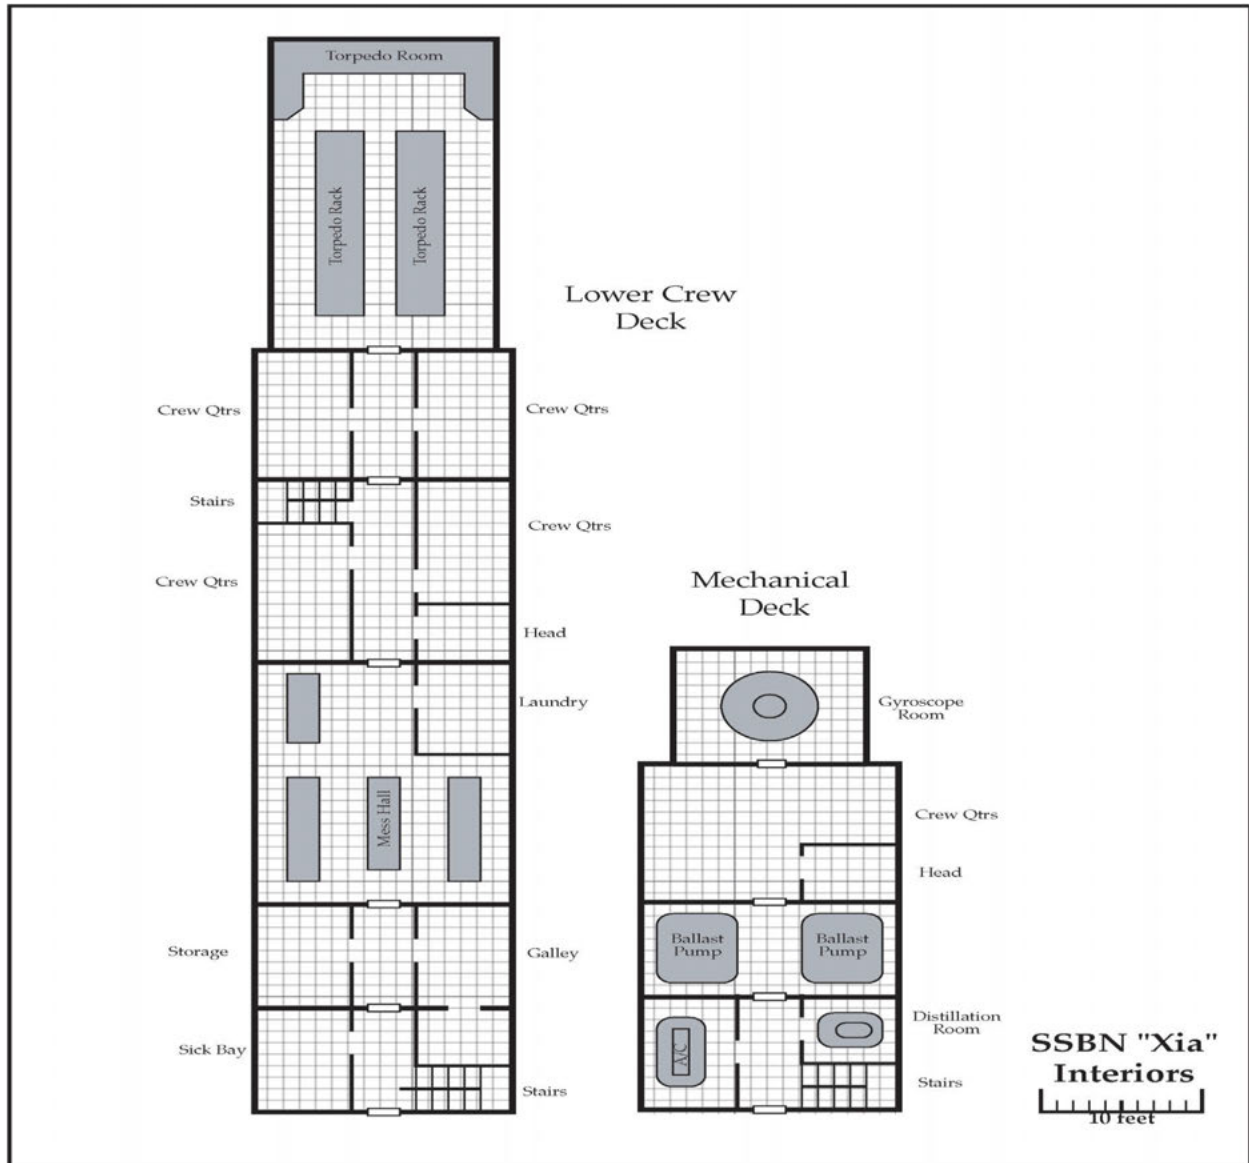 Torpedo Room
Torpedo Rack
Torpedo Rack
Lower Crew
Deck
Crew Qtrs
Crew Qtrs
Stairs
Crew Qtrs
Crew Qtrs
Head
Laundry
Mess Hall
Storage
Galley
Sick Bay
Stairs
Mechanical
Deck
Gyroscope
Room
Crew Qtrs
Head
Ballast
Pump
Ballast
Pump
Distillation
Room
A/C
Stairs
SSBN "Xia"
Interiors
10 feet